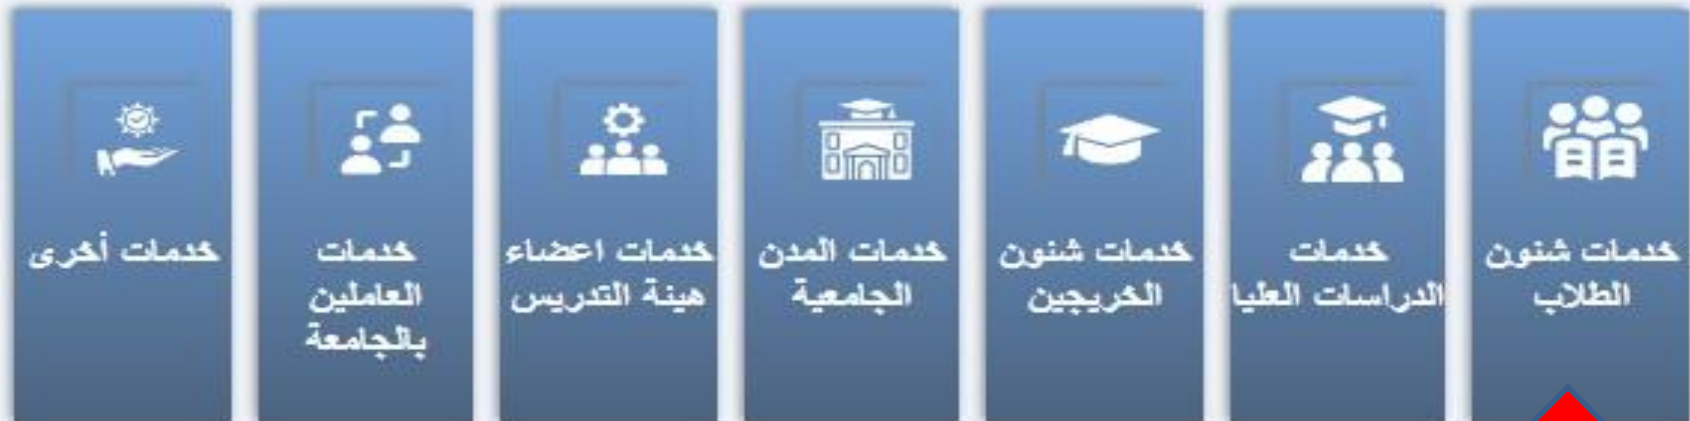 خدمات شئون
الطلاب
خدمات
الدراسات العليا
خدمات شئون
الخريجين
خدمات المدن
الجامعية
خدمات اعضاء
هيئة التدريس
خدمات
العاملين
بالجامعة
خدمات أخرى